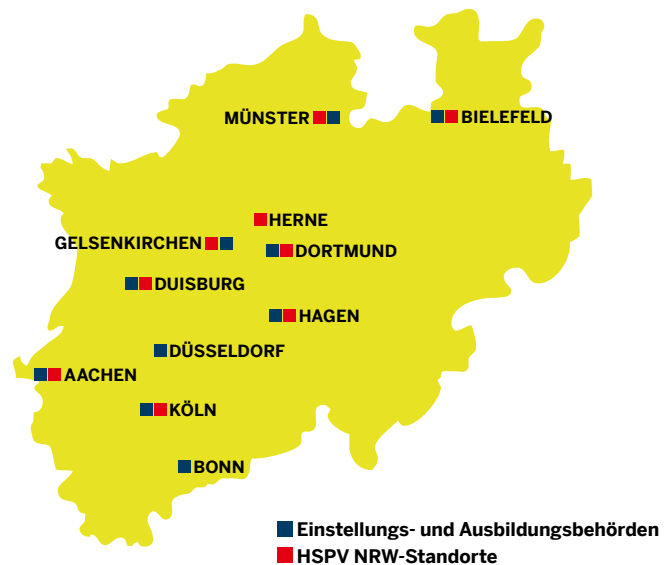 MÜNSTER
BIELEFELD
HERNE
GELSENKIRCHEN
DORTMUND
DUISBURG
HAGEN
DÜSSELDORF
AACHEN
KÖLN
BONN
Einstellungs- und Ausbildungsbehörden
HSPV NRW-Standorte